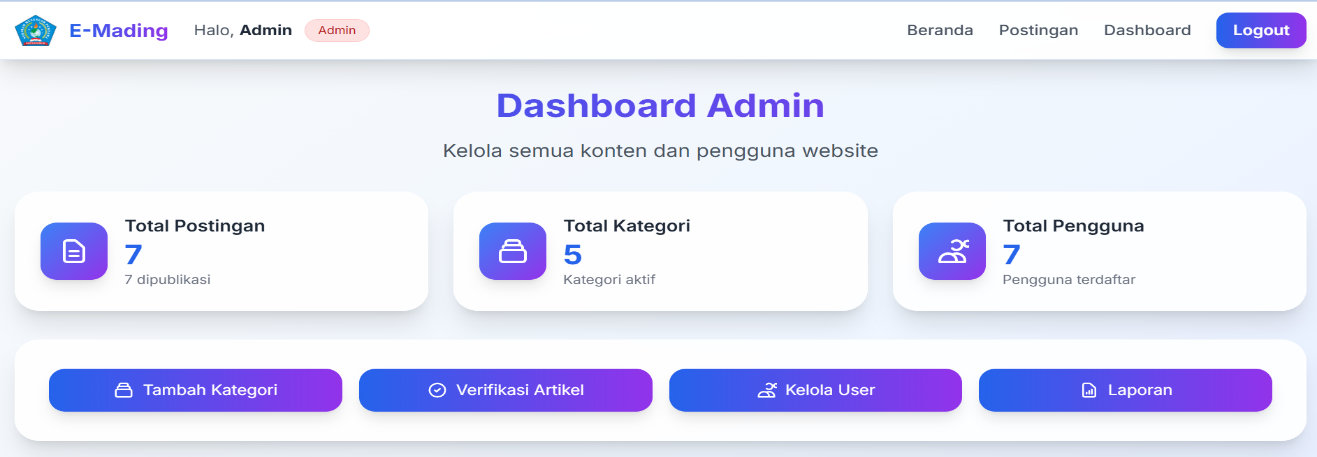 E-Mading Halo, Admin Admin Beranda Postingan Dashboard Logout
Dashboard Admin
Kelola semua konten dan pengguna website
Total Postingan
7
7 dipublikasi
Total Kategori
5
Kategori aktif
Total Pengguna
7
Pengguna terdaftar
Tambah Kategori
Verifikasi Artikel
Kelola User
Laporan